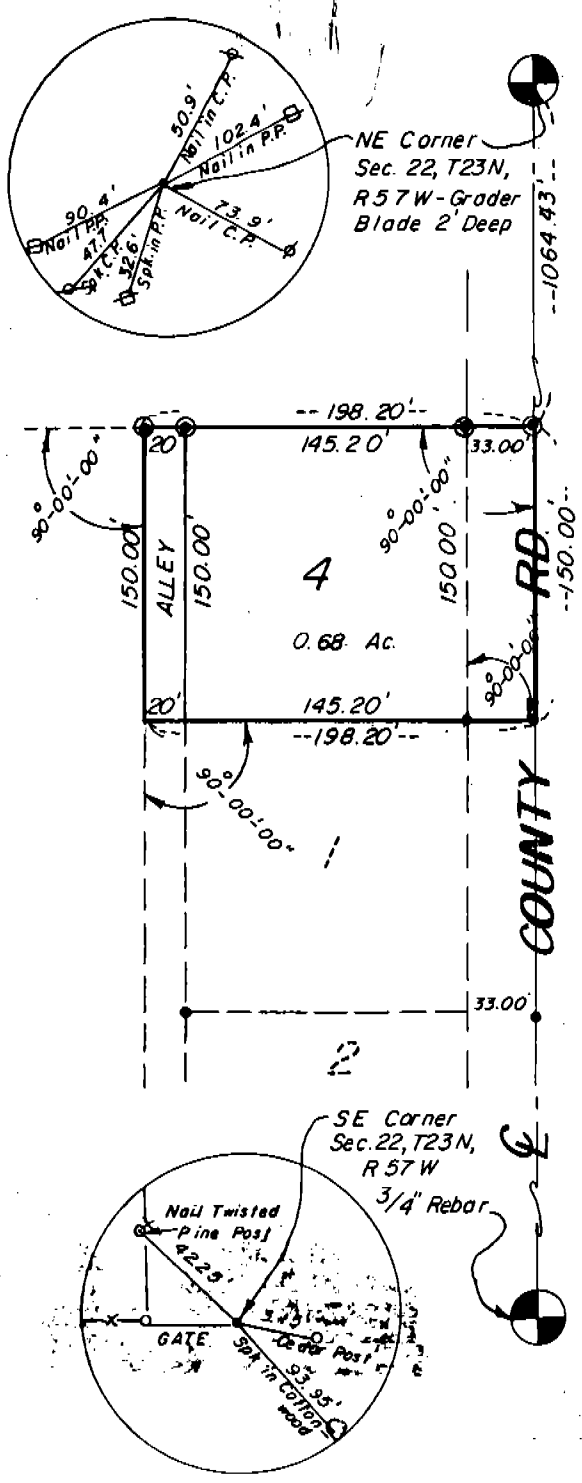 50.9'
Nail in C.P.
102.4'
Nail in P.P.
90.4'
Nail P.P.
47.7'
Spk. C.P.
32.6'
Spk. in P.P.
73.9'
Nail C.P.
NE Corner
Sec. 22, T23N,
R57W-Grader
Blade 2' Deep
--1064.43'--
--198.20'--
20'
145.20'
33.00'
90°-00'-00"
90°-00'-00"
150.00'
ALLEY
150.00'
4
0.68 Ac.
150.00'
--150.00'--
90°-00'-00"
20'
145.20'
--198.20'--
90°-00'-00"
1
COUNTY RD.
33.00'
2
SE Corner
Sec. 22, T23N,
R57W
3/4" Rebar
℄
Nail Twisted
Pine Post
42.25'
GATE
Cedar Post
93.95'
Spk in Cotton-
wood